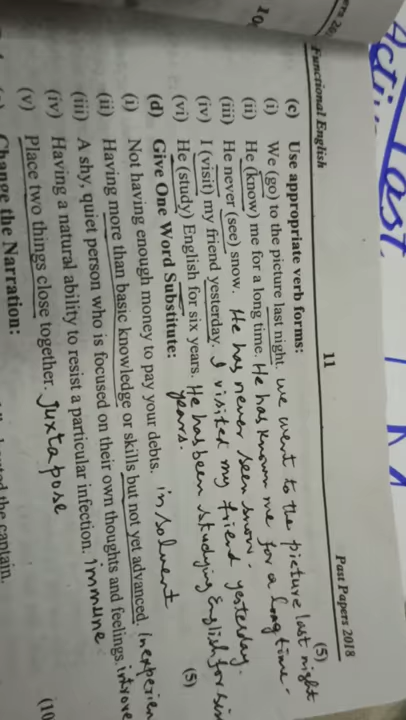 Functional English 11 Past Papers 2018
(c) Use appropriate verb forms: (5)
(i) We (go) to the picture last night. we went to the picture last night
(ii) He (know) me for a long time. He has known me for a long time.
(iii) He never (see) snow. He has never seen snow.
(iv) I (visit) my friend yesterday. I visited my friend yesterday.
(vi) He (study) English for six years. He has been studying English for six
years.
(d) Give One Word Substitute: (5)
(i) Not having enough money to pay your debts. insolvent
(ii) Having more than basic knowledge or skills but not yet advanced. Inexperien
(iii) A shy, quiet person who is focused on their own thoughts and feelings. introve
(iv) Having a natural ability to resist a particular infection. immune
(v) Place two things close together. Juxtapose
Change the Narration: (10
the captain.